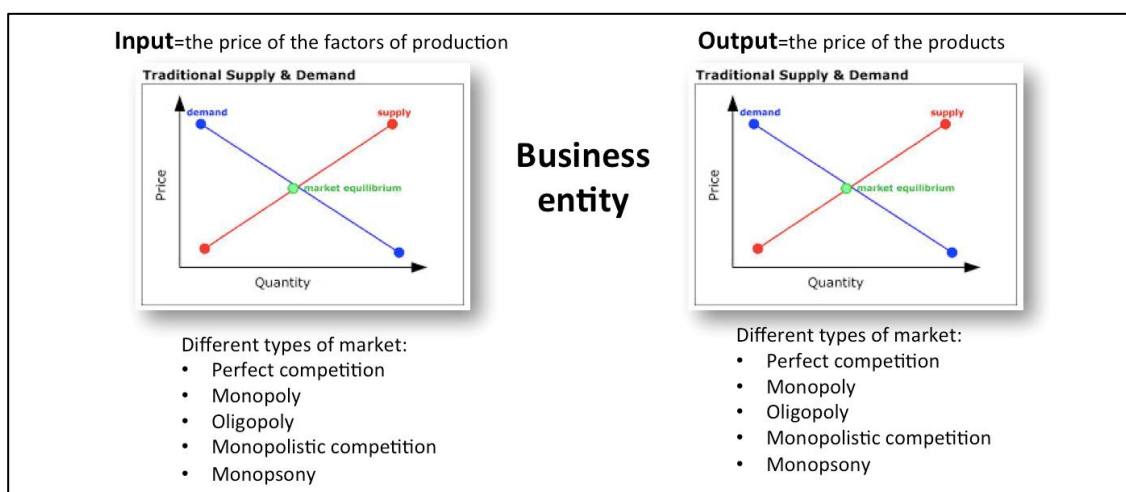 Input=the price of the factors of production
Traditional Supply & Demand
demand
supply
Price
market equilibrium
Quantity
Different types of market:
• Perfect competition
• Monopoly
• Oligopoly
• Monopolistic competition
• Monopsony
Business
entity
Output=the price of the products
Traditional Supply & Demand
demand
supply
Price
market equilibrium
Quantity
Different types of market:
• Perfect competition
• Monopoly
• Oligopoly
• Monopolistic competition
• Monopsony